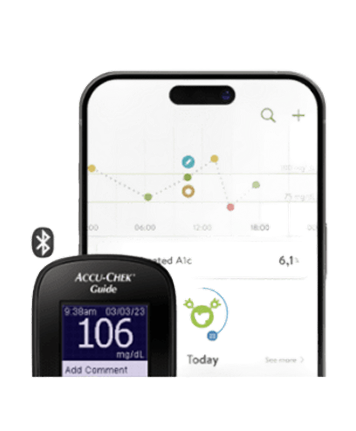 06:00
12:00
18:00
ated A1c
6,1
Today
See more
ACCU-CHEK
Guide
9:38am 03/03/23
106
mg/dL
Add Comment